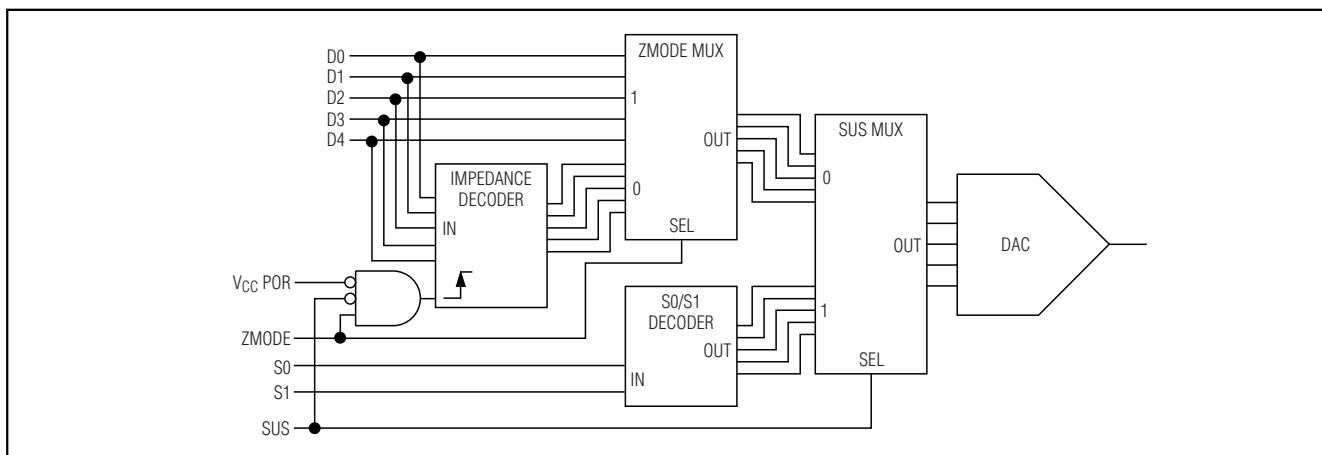 D0
D1
D2
D3
D4
ZMODE MUX
1
OUT
0
SEL
IMPEDANCE
DECODER
IN
SUS MUX
0
OUT
1
SEL
DAC
VCC POR
ZMODE
S0
S1
SUS
S0/S1
DECODER
OUT
IN